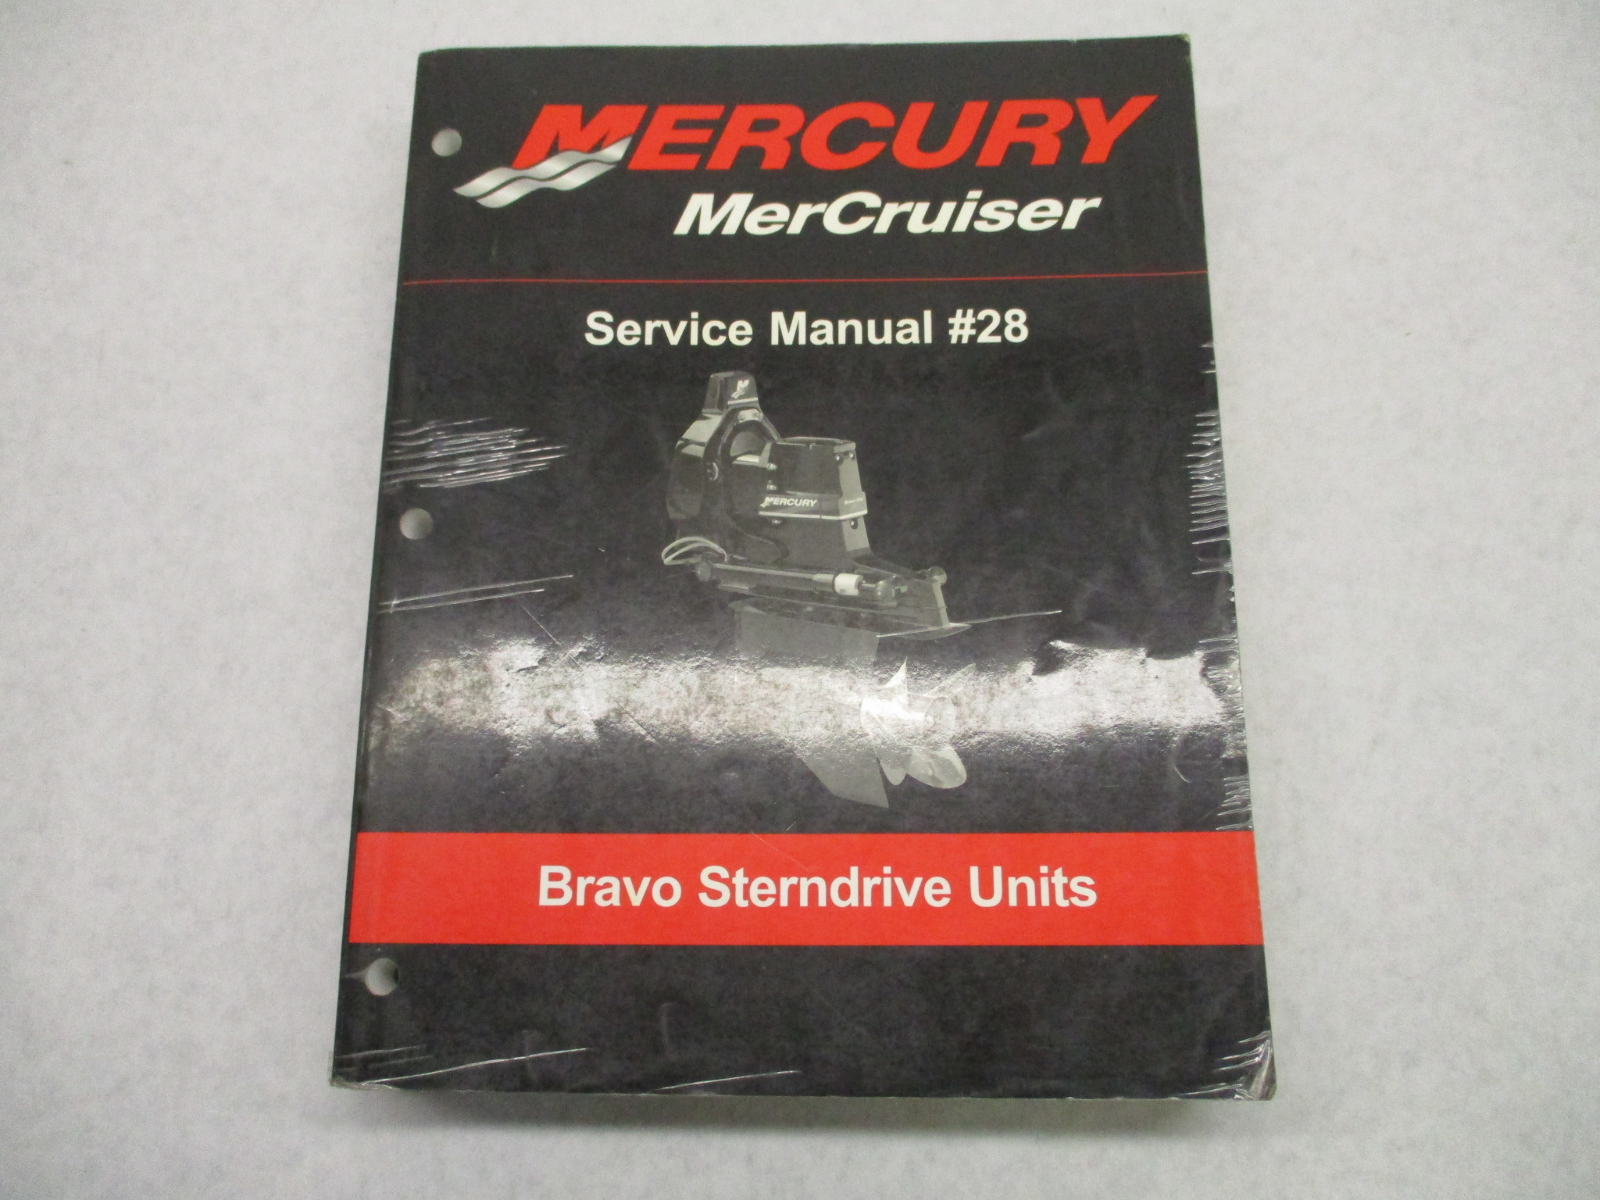 MERCURY
MerCruiser
Service Manual #28
MERCURY
Bravo Sterndrive Units